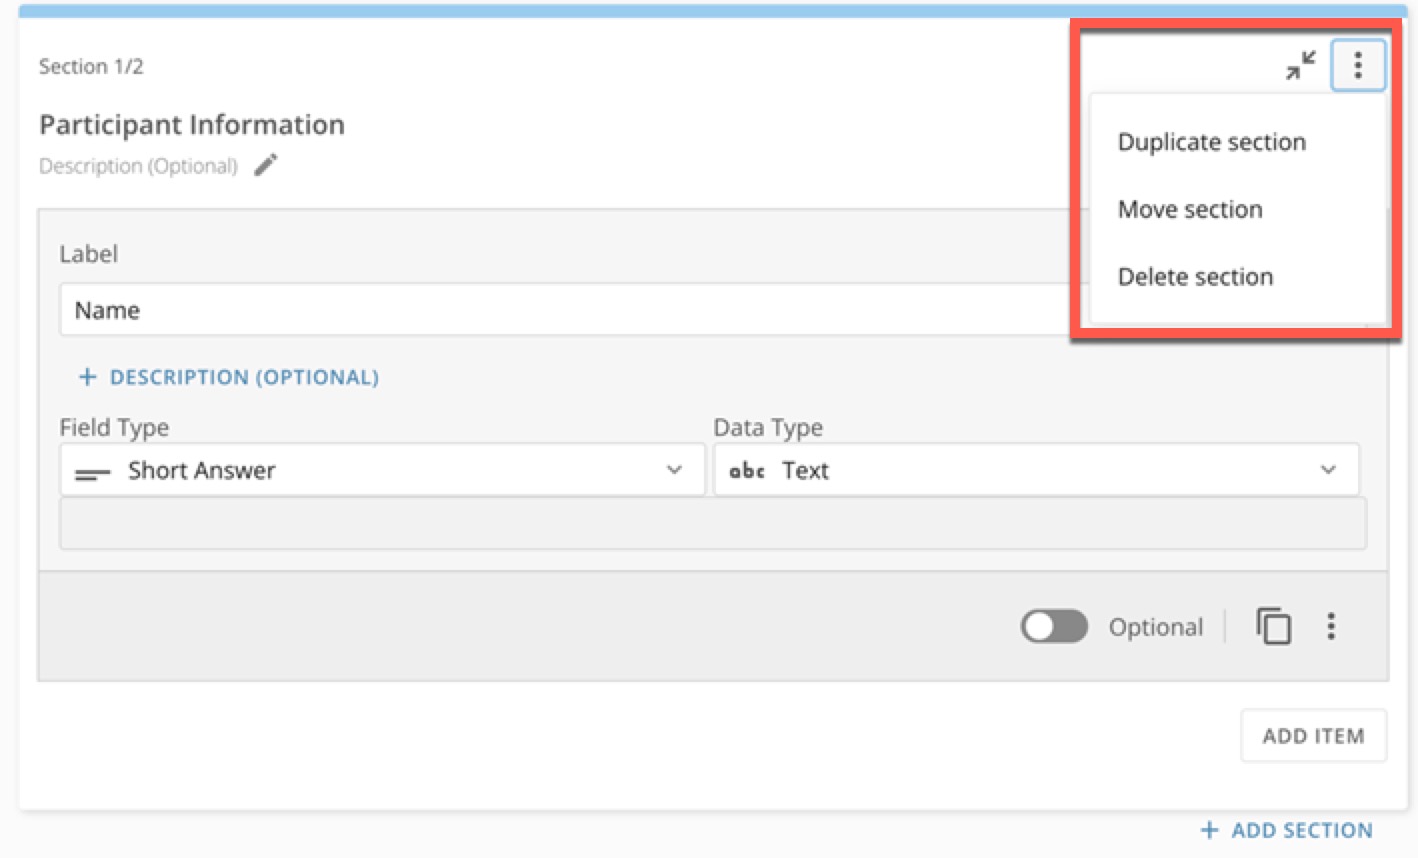 Section 1/2
Participant Information
Description (Optional)
Duplicate section
Move section
Delete section
Label
Name
+ DESCRIPTION (OPTIONAL)
Field Type
Data Type
Short Answer
abc Text
Optional
ADD ITEM
+ ADD SECTION